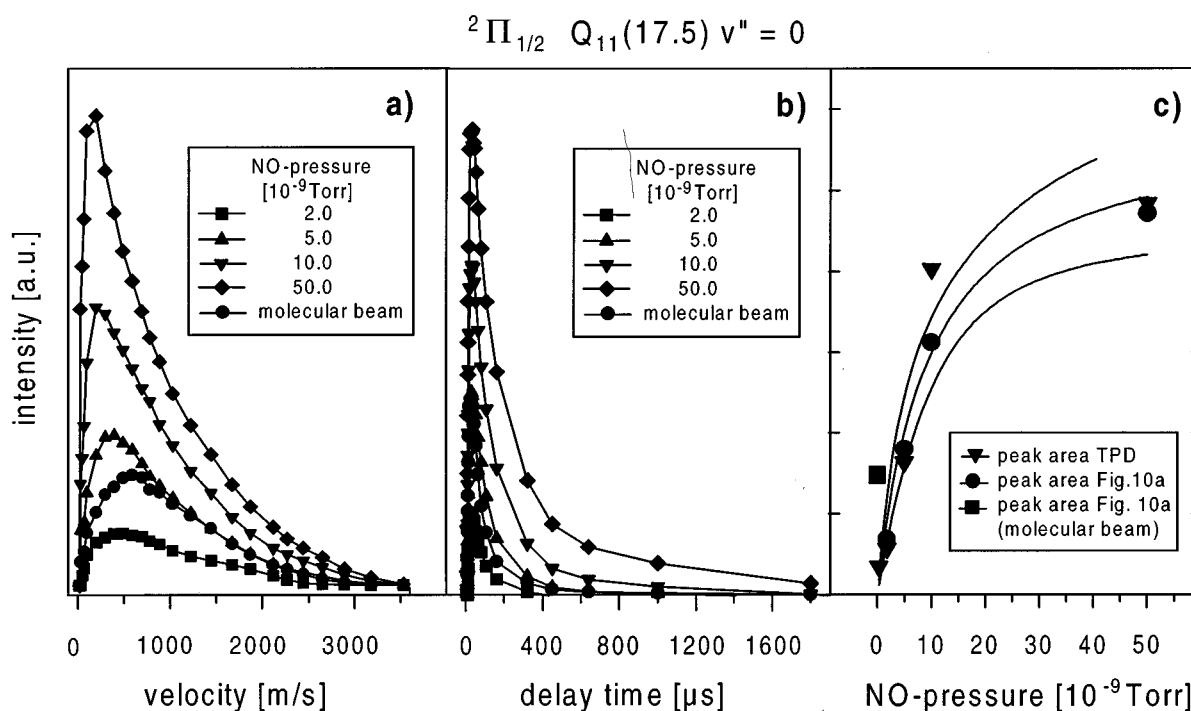 ²Π₁/₂ Q₁₁(17.5) v" = 0
a)
NO-pressure
[10⁻⁹Torr]
2.0
5.0
10.0
50.0
molecular beam
intensity [a.u.]
0 1000 2000 3000
velocity [m/s]
b)
NO-pressure
[10⁻⁹Torr]
2.0
5.0
10.0
50.0
molecular beam
0 400 800 1200 1600
delay time [µs]
c)
peak area TPD
peak area Fig.10a
peak area Fig. 10a
(molecular beam)
0 10 20 30 40 50
NO-pressure [10⁻⁹Torr]